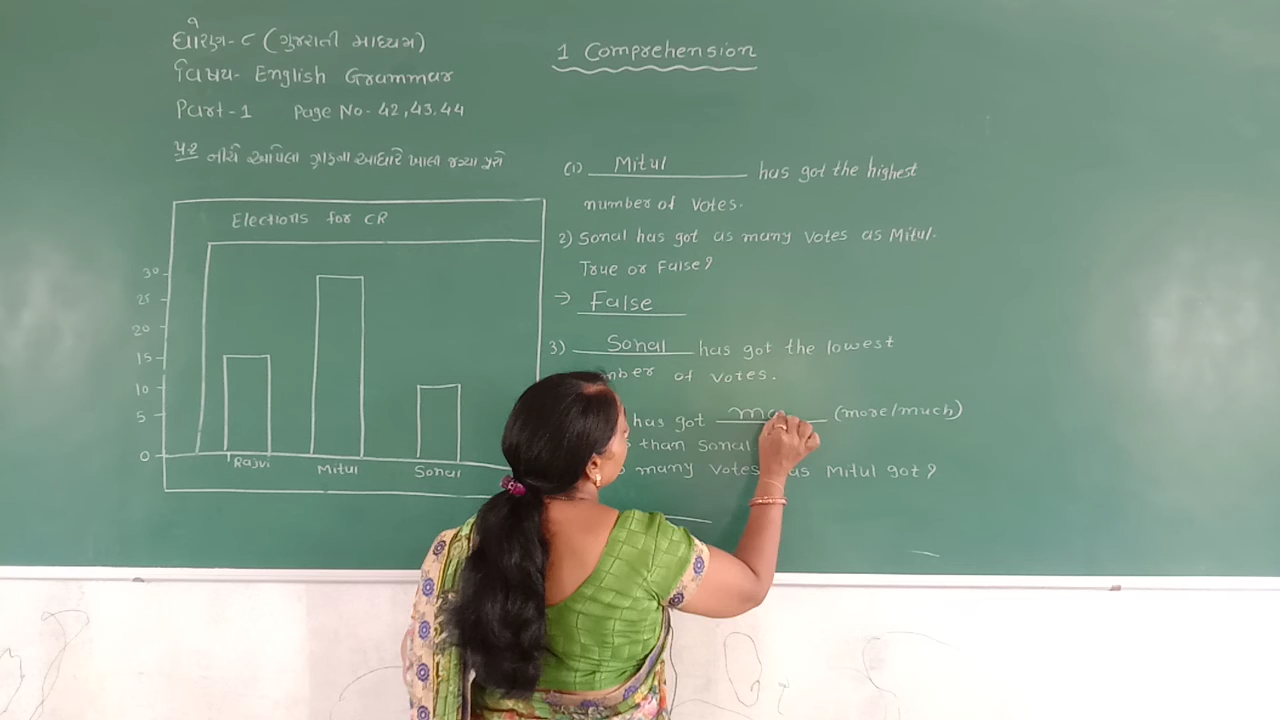 ધોરણ-૮ (ગુજરાતી માધ્યમ)
વિષય- English Grammar
Part-1 Page No- 42,43,44
પ્ર-૨ નીચે આપેલા ગ્રાફના આધારે ખાલી જગ્યા પૂરો
Elections for CR
30
25
20
15
10
5
0
Rajvi Mitul Sonal
1 Comprehension
(1) Mitul has got the highest
number of Votes.
2) Sonal has got as many Votes as Mitul.
True or False?
→ False
3) Sonal has got the lowest
of votes.
has got (more/much)
than Sonal
many Votes as Mitul got?